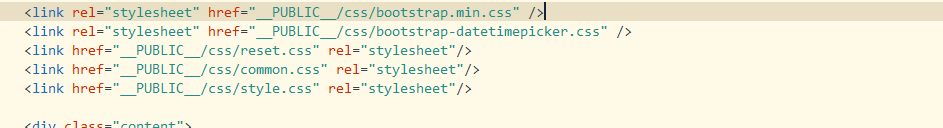 <link rel="stylesheet" href="__PUBLIC__/css/bootstrap.min.css" />
<link rel="stylesheet" href="__PUBLIC__/css/bootstrap-datetimepicker.css" />
<link href="__PUBLIC__/css/reset.css" rel="stylesheet"/>
<link href="__PUBLIC__/css/common.css" rel="stylesheet"/>
<link href="__PUBLIC__/css/style.css" rel="stylesheet"/>
<div class="content">